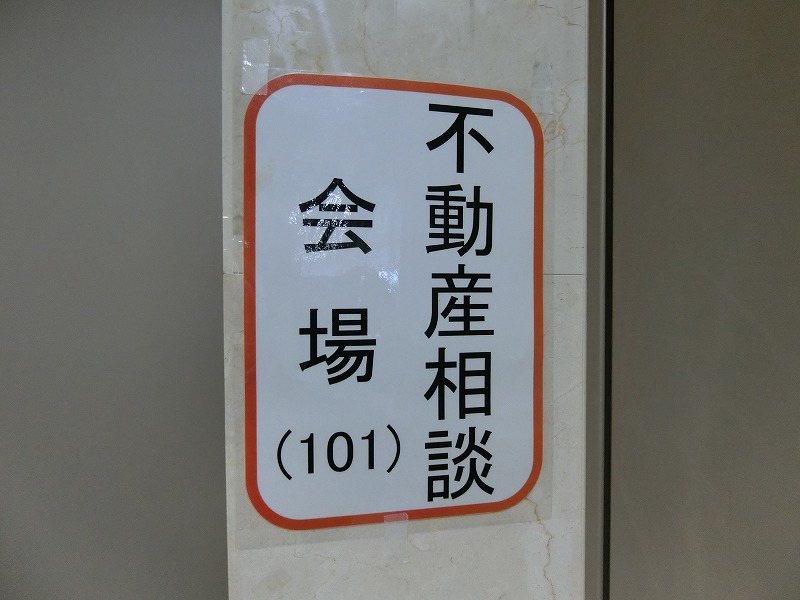 不動産相談
会場
(101)